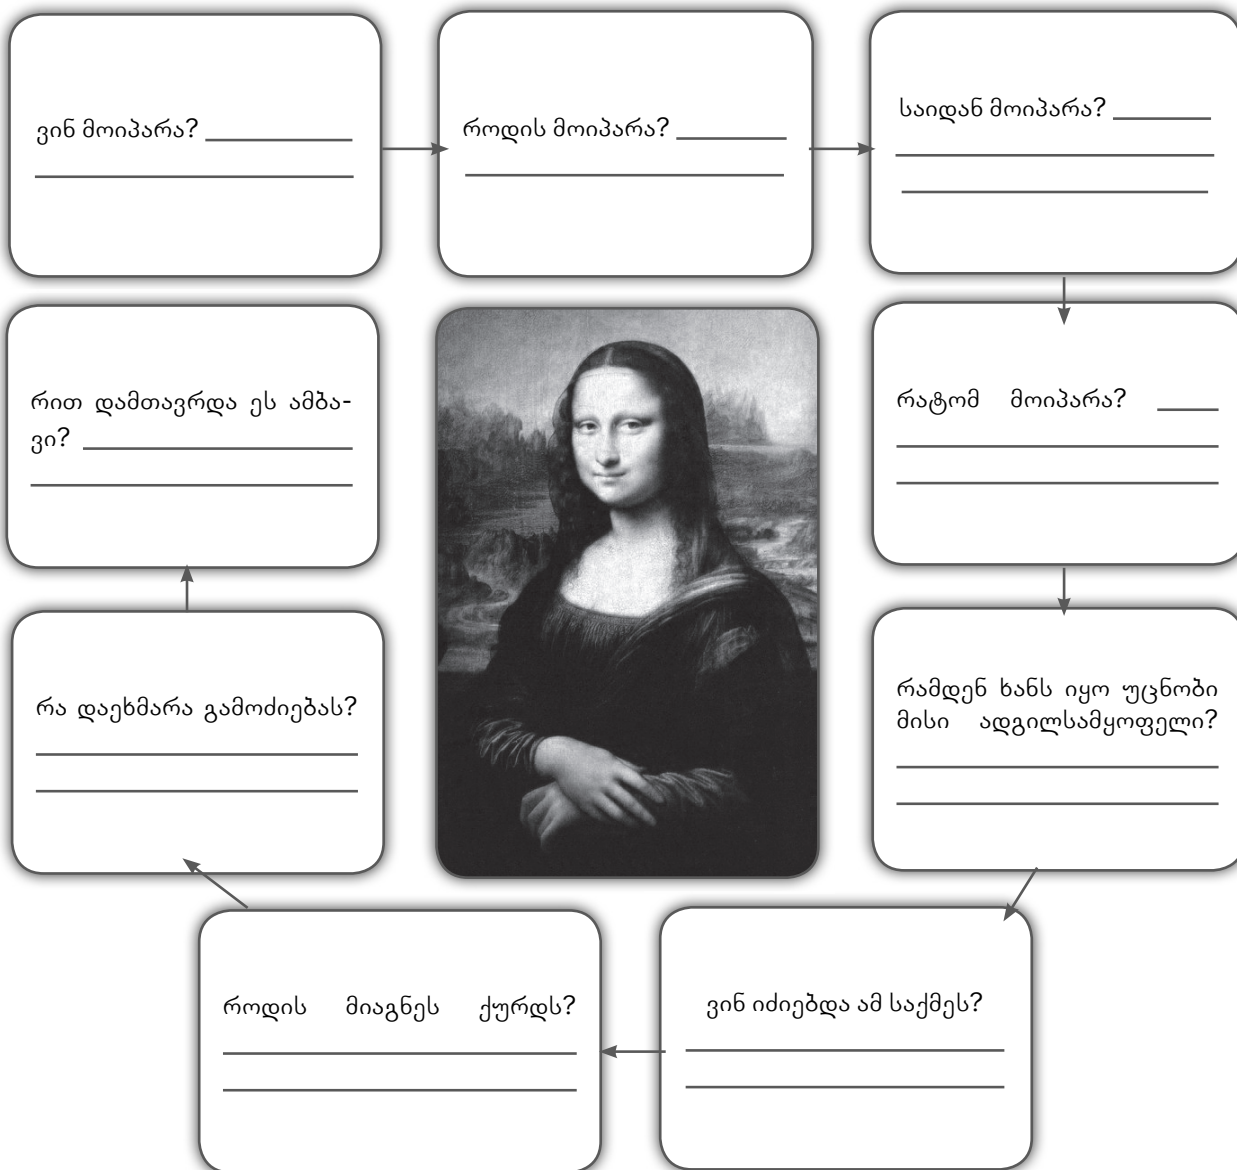 ვინ მოიპარა?
როდის მოიპარა?
საიდან მოიპარა?
რატომ მოიპარა?
რამდენ ხანს იყო უცნობი
მისი ადგილსამყოფელი?
ვინ იძიებდა ამ საქმეს?
როდის მიაგნეს ქურდს?
რა დაეხმარა გამოძიებას?
რით დამთავრდა ეს ამბა-
ვი?